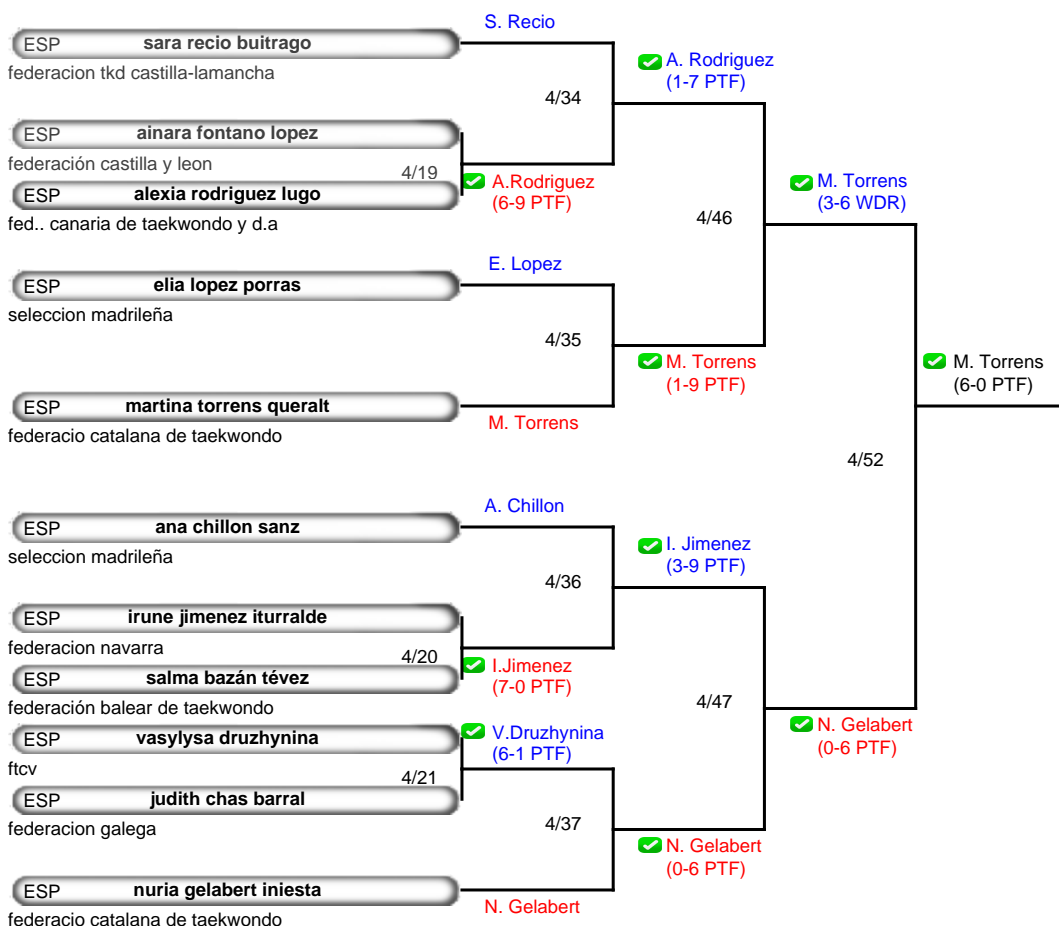 S. Recio
ESP sara recio buitrago
federacion tkd castilla-lamancha
A. Rodriguez
(1-7 PTF)
4/34
ESP ainara fontano lopez
federación castilla y leon
4/19
ESP alexia rodriguez lugo
fed.. canaria de taekwondo y d.a
A.Rodriguez
(6-9 PTF)
M. Torrens
(3-6 WDR)
4/46
E. Lopez
ESP elia lopez porras
seleccion madrileña
4/35
M. Torrens
(1-9 PTF)
M. Torrens
(6-0 PTF)
ESP martina torrens queralt
federacio catalana de taekwondo
M. Torrens
4/52
A. Chillon
ESP ana chillon sanz
seleccion madrileña
I. Jimenez
(3-9 PTF)
4/36
ESP irune jimenez iturralde
federacion navarra
4/20
ESP salma bazán tévez
federación balear de taekwondo
I.Jimenez
(7-0 PTF)
4/47
N. Gelabert
(0-6 PTF)
ESP vasylysa druzhynina
ftcv
V.Druzhynina
(6-1 PTF)
4/21
ESP judith chas barral
federacion galega
4/37
N. Gelabert
(0-6 PTF)
ESP nuria gelabert iniesta
federacio catalana de taekwondo
N. Gelabert